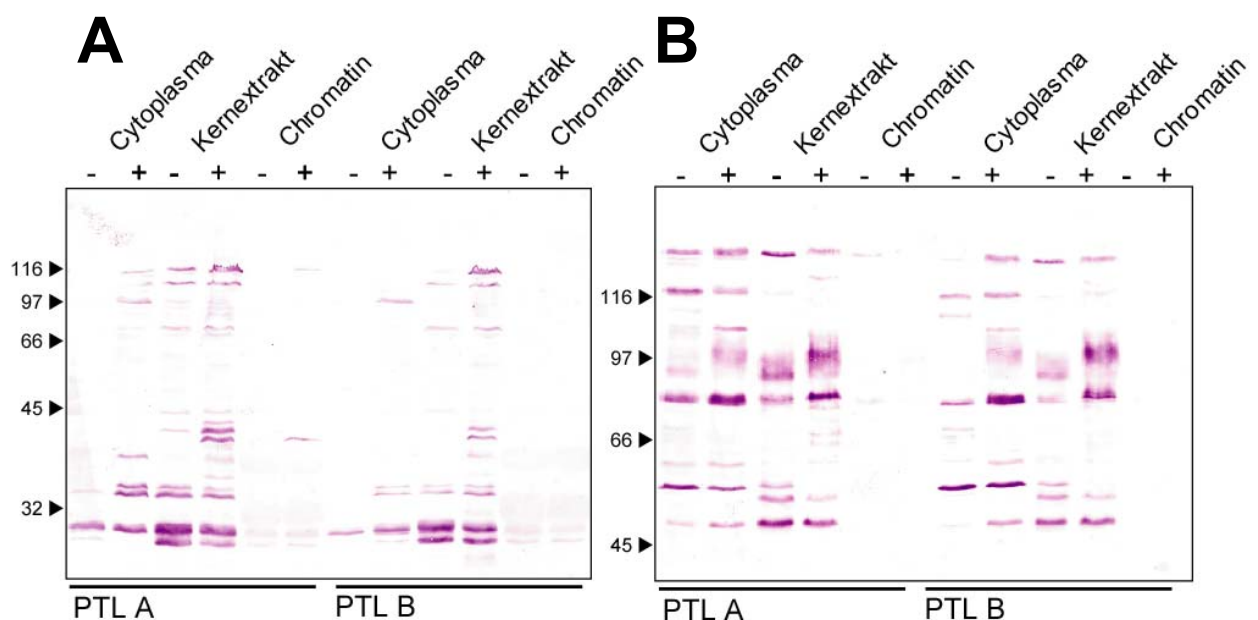 A
B
Cytoplasma Kernextrakt Chromatin Cytoplasma Kernextrakt Chromatin
Cytoplasma Kernextrakt Chromatin Cytoplasma Kernextrakt Chromatin
- + - + - + - + - + - +
- + - + - + - + - + - +
116
97
66
45
32
116
97
66
45
PTL A PTL B
PTL A PTL B